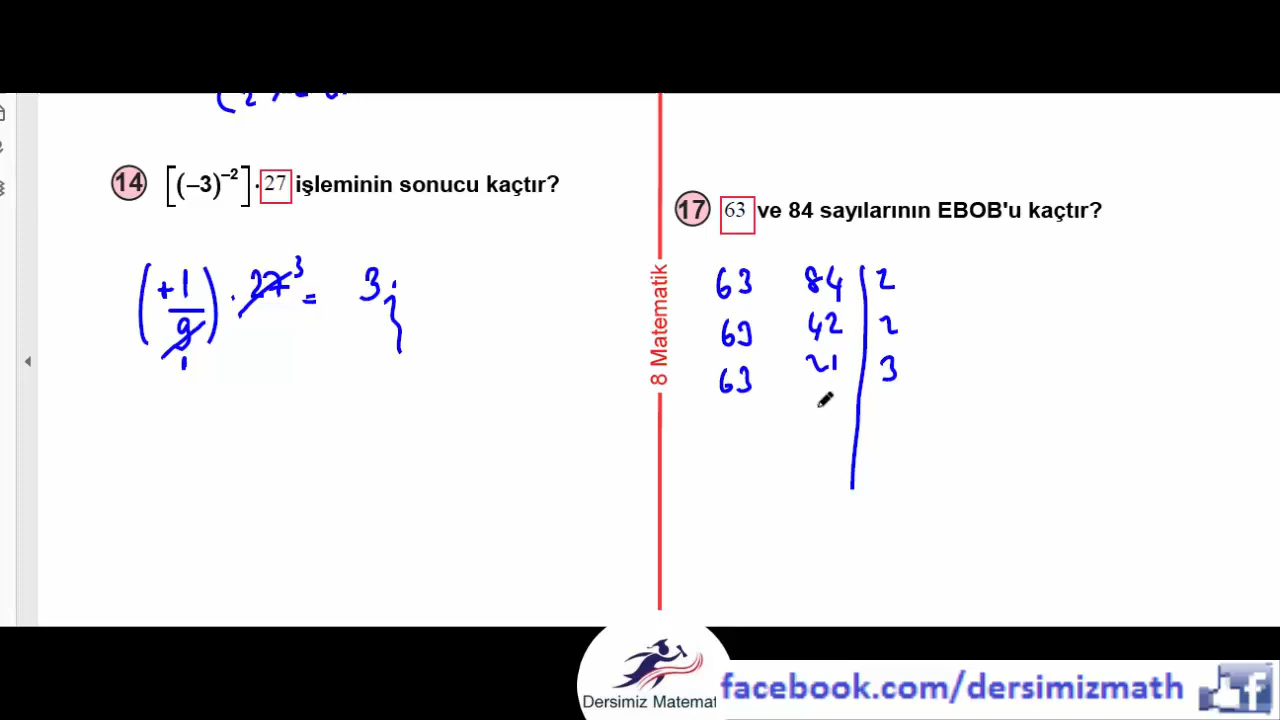 14 [(–3)⁻²]·27 işleminin sonucu kaçtır?
(+1/9)·27 3 = 3
1
8 Matematik
17 63 ve 84 sayılarının EBOB'u kaçtır?
63 84 2
63 42 2
63 21 3
Dersimiz Matemat
facebook.com/dersimizmath
f